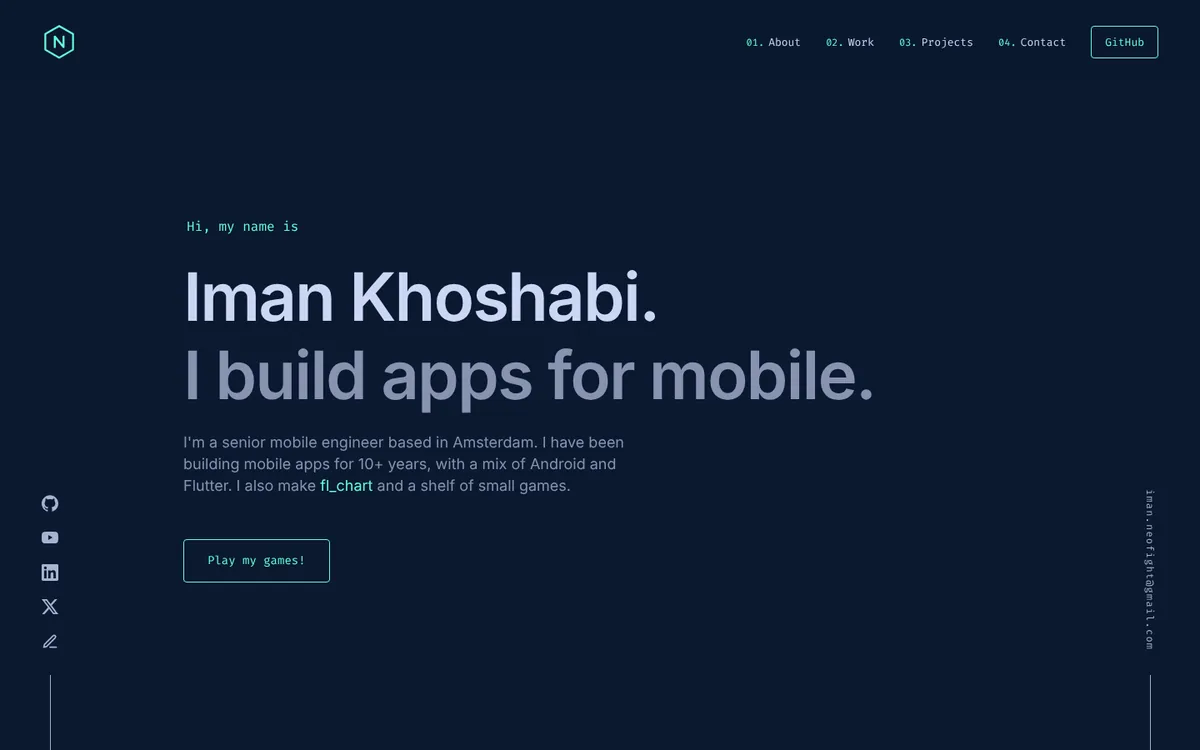 N
01. About
02. Work
03. Projects
04. Contact
GitHub
Hi, my name is
Iman Khoshabi.
I build apps for mobile.
I'm a senior mobile engineer based in Amsterdam. I have been
building mobile apps for 10+ years, with a mix of Android and
Flutter. I also make fl_chart and a shelf of small games.
Play my games!
iman.neofight@gmail.com